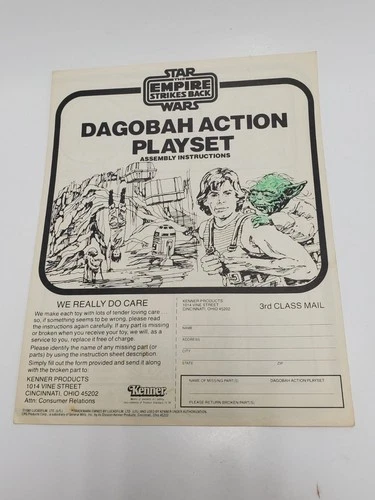 STAR
THE
EMPIRE
STRIKES BACK
WARS
DAGOBAH ACTION
PLAYSET
ASSEMBLY INSTRUCTIONS
WE REALLY DO CARE
We make each toy with lots of tender loving care . . .
so, if something seems to be wrong, please read
the instructions again carefully. If any part is missing
or broken when you receive your toy, we will, as a
service to you, replace it free of charge.
Please identify the name of any missing part (or
parts) by using the instruction sheet description.
Simply fill out the form provided and send it along
with the broken part to:
KENNER PRODUCTS
1014 VINE STREET
CINCINNATI, OHIO 45202
Attn: Consumer Relations
Kenner
KENNER PRODUCTS
1014 VINE STREET
CINCINNATI, OHIO 45202
3rd CLASS MAIL
NAME
ADDRESS
CITY
STATE ZIP
NAME OF MISSING PART(S) DAGOBAH ACTION PLAYSET
(PLEASE RETURN BROKEN PART(S)